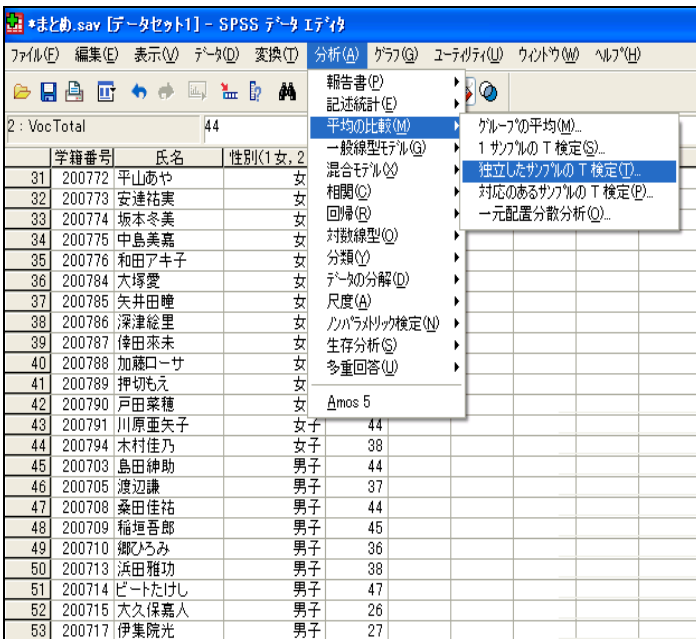 *まとめ.sav [データセット1] - SPSS データ エディタ
ファイル(F) 編集(E) 表示(V) データ(D) 変換(T) 分析(A) グラフ(G) ユーティリティ(U) ウィンドウ(W) ヘルプ(H)
2 : VocTotal 44
学籍番号 氏名 性別(1女, 2
報告書(P)
記述統計(E)
平均の比較(M)
一般線型モデル(G)
混合モデル(X)
相関(C)
回帰(R)
対数線型(O)
分類(Y)
データの分解(D)
尺度(A)
ノンパラメトリック検定(N)
生存分析(S)
多重回答(U)
Amos 5
グループの平均(M)...
1 サンプルの T 検定(S)...
独立したサンプルの T 検定(T)...
対応のあるサンプルの T 検定(P)...
一元配置分散分析(O)...
31 200772 平山あや 女
32 200773 安達祐実 女
33 200774 坂本冬美 女
34 200775 中島美嘉 女
35 200776 和田アキ子 女
36 200784 大塚愛 女
37 200785 矢井田瞳 女
38 200786 深津絵里 女
39 200787 倖田來未 女
40 200788 加藤ローサ 女
41 200789 押切もえ 女
42 200790 戸田菜穂 女
43 200791 川原亜矢子 女子 44
44 200794 木村佳乃 女子 38
45 200703 島田紳助 男子 44
46 200705 渡辺謙 男子 37
47 200708 桑田佳祐 男子 44
48 200709 稲垣吾郎 男子 45
49 200710 郷ひろみ 男子 36
50 200713 浜田雅功 男子 38
51 200714 ビートたけし 男子 47
52 200715 大久保嘉人 男子 26
53 200717 伊集院光 男子 27